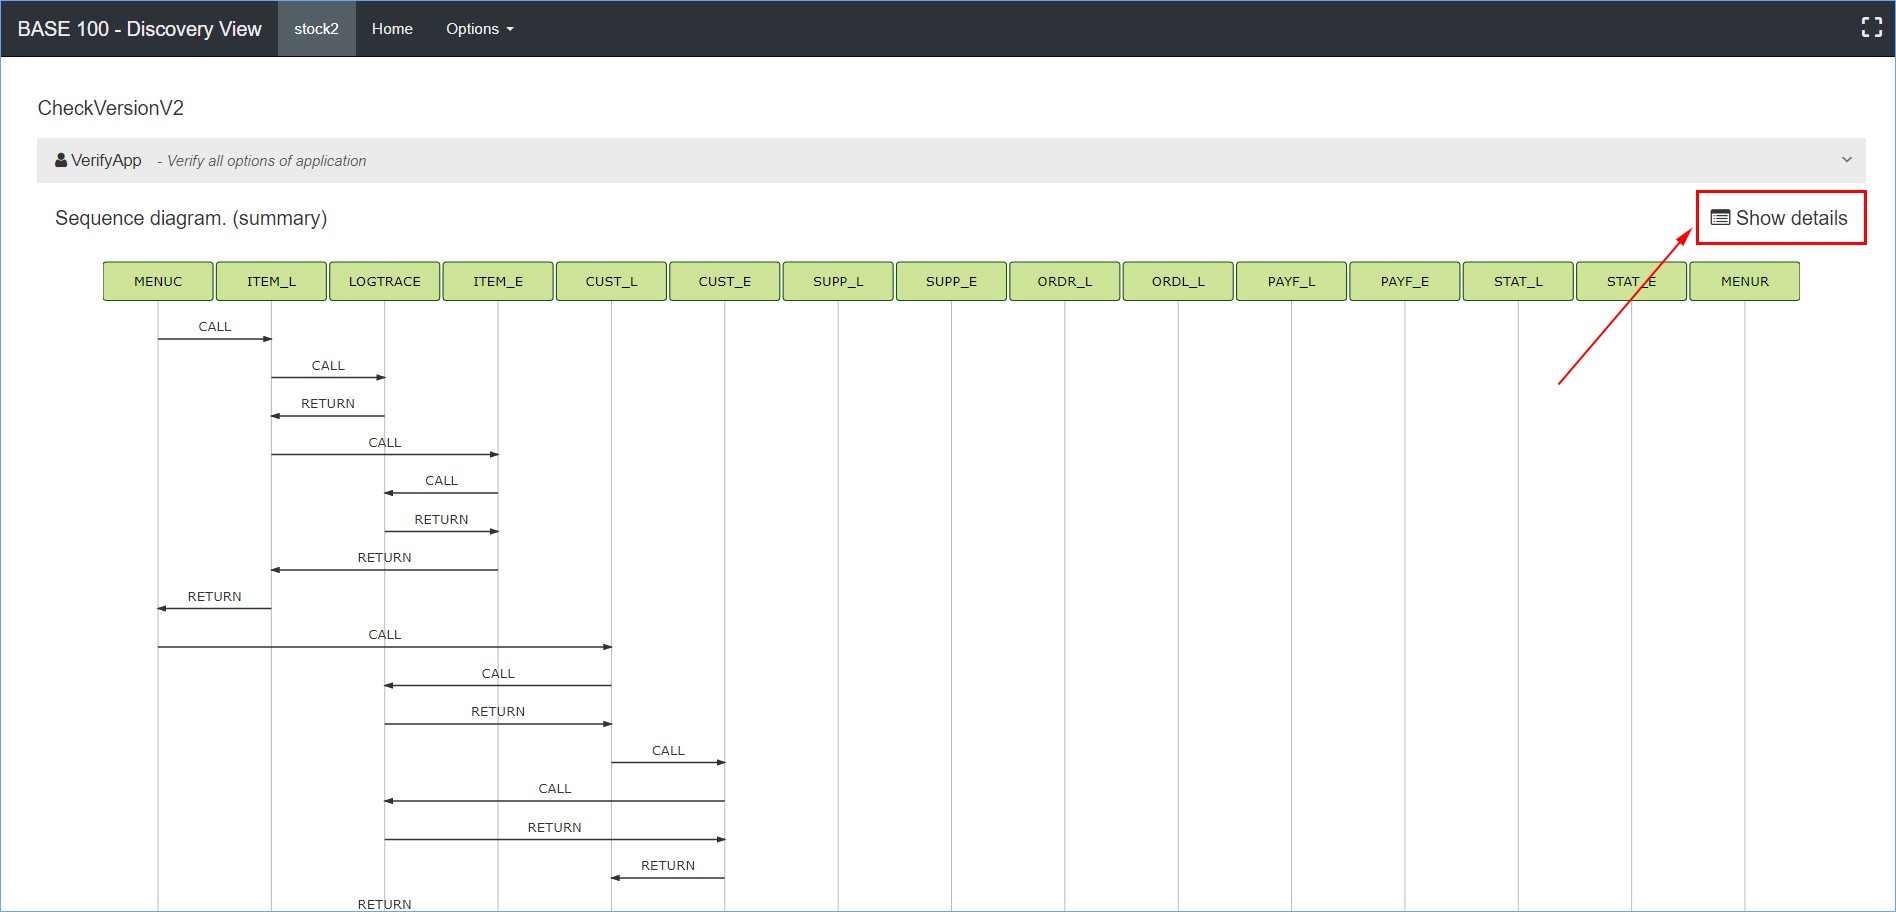 BASE 100 - Discovery View stock2 Home Options
CheckVersionV2
VerifyApp - Verify all options of application
Sequence diagram. (summary) Show details
MENUC ITEM_L LOGTRACE ITEM_E CUST_L CUST_E SUPP_L SUPP_E ORDR_L ORDL_L PAYF_L PAYF_E STAT_L STAT_E MENUR
CALL
CALL
RETURN
CALL
CALL
RETURN
RETURN
RETURN
CALL
CALL
RETURN
CALL
CALL
RETURN
RETURN
RETURN